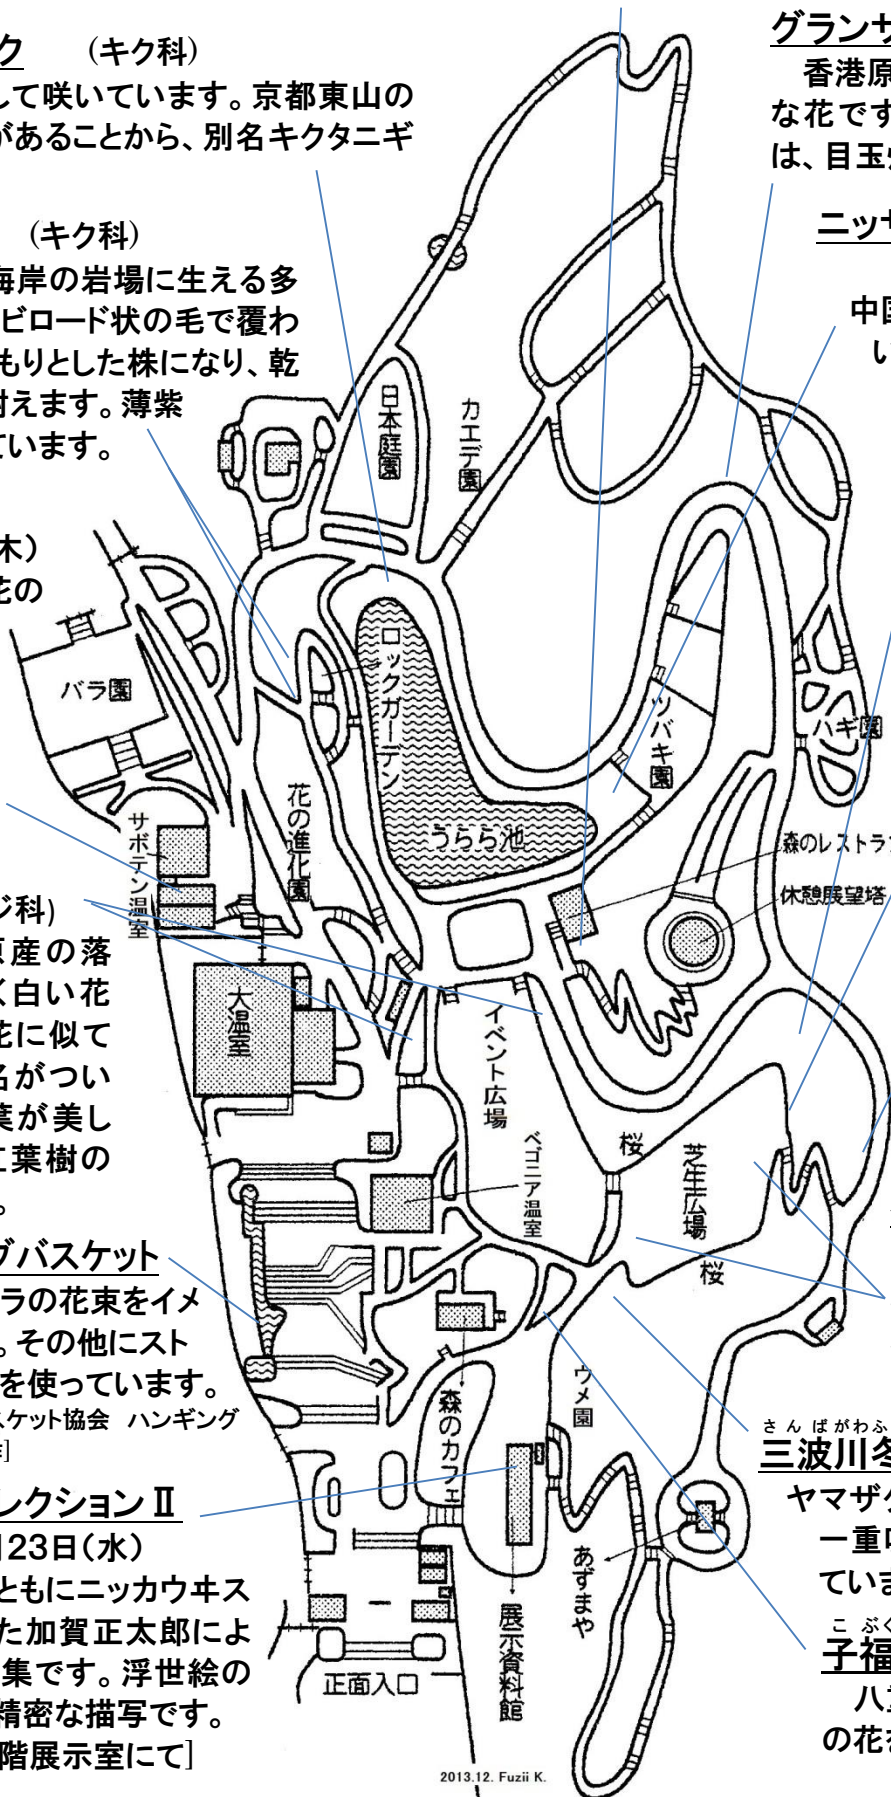 ク　(キク科)
して咲いています。京都東山の
があることから、別名キクタニギ
(キク科)
海岸の岩場に生える多
ビロード状の毛で覆わ
もりとした株になり、乾
耐えます。薄紫
ています。
木)
花の
グランサ
香港原
な花です
は、目玉
ニッサ
中国
い
日本庭園
カエデ園
バラ園
ロックガーデン
ツバキ園
ハギ園
花の進化園
うらら池
サボテン温室
森のレストラン
休憩展望塔
ジ科)
原産の落
く白い花
花に似て
名がつい
葉が美し
工葉樹の
。
大温室
イベント広場
ベゴニア温室
桜
芝生広場
桜
グバスケット
ラの花束をイメ
。その他にスト
を使っています。
スケット協会　ハンギング
]
レクションⅡ
月23日(水)
ともにニッカウヰス
た加賀正太郎によ
集です。浮世絵の
精密な描写です。
階展示室にて]
森のカフェ
ウメ園
あずまや
展示資料館
正面入口
さんばがわふ
三波川冬
ヤマザク
一重
ていま
こぶく
子福
八重
の花を
2013.12. Fuzii K.